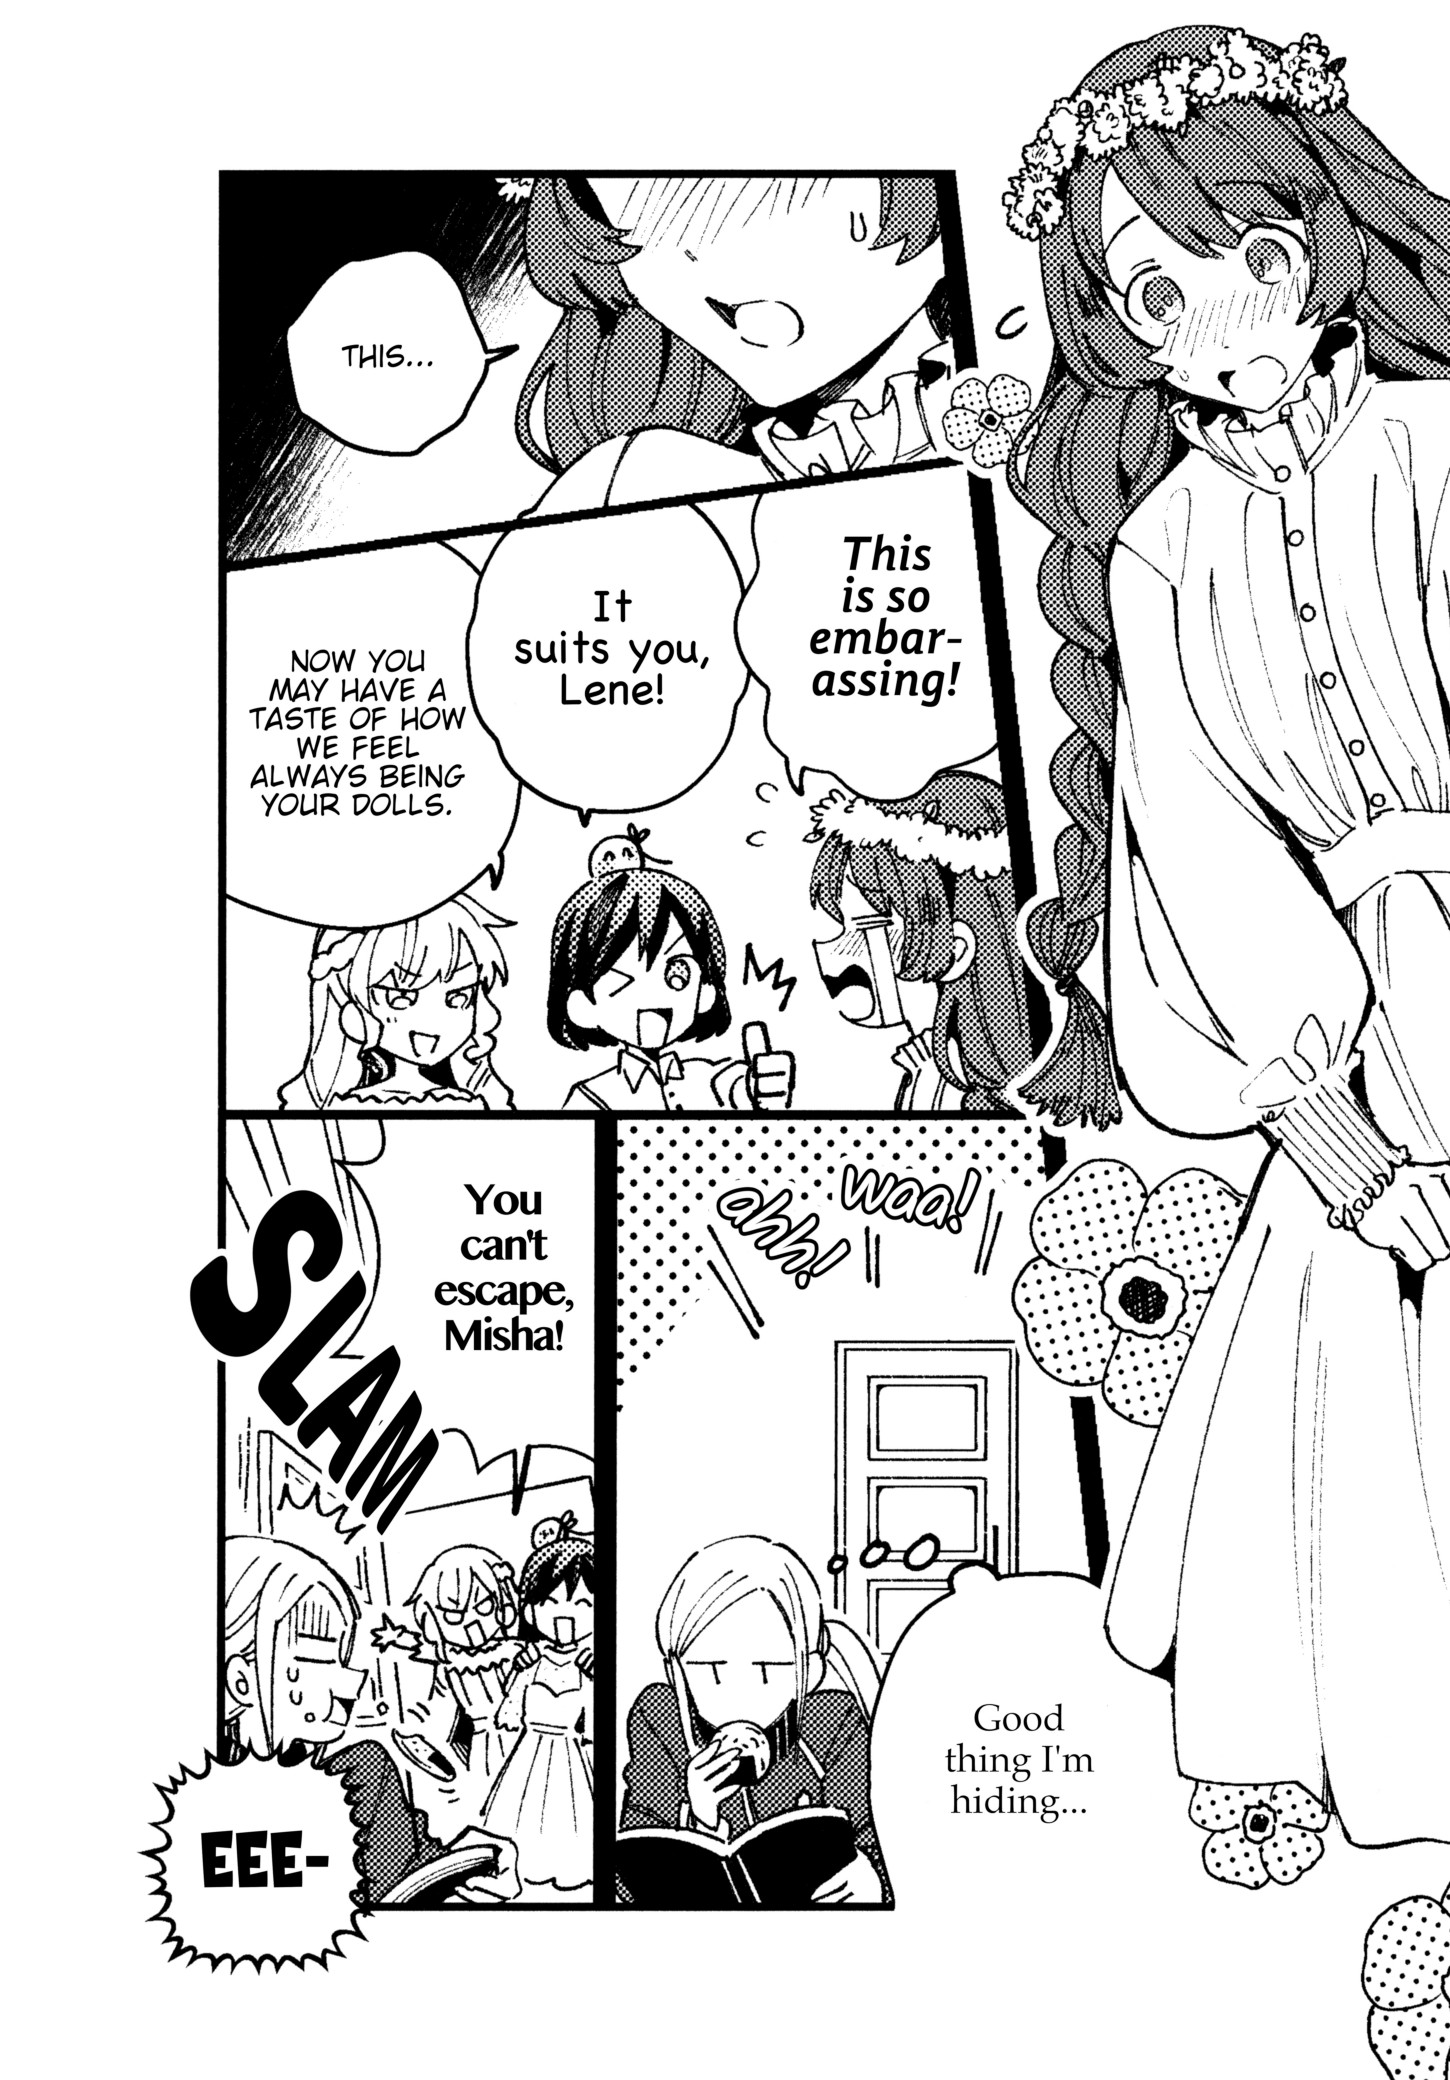 THIS...
This
is so
embar-
assing!
It
suits you,
Lene!
NOW YOU
MAY HAVE A
TASTE OF HOW
WE FEEL
ALWAYS BEING
YOUR DOLLS.
waa!
ahh!
Good
thing I'm
hiding...
You
can't
escape,
Misha!
SLAM
EEE-